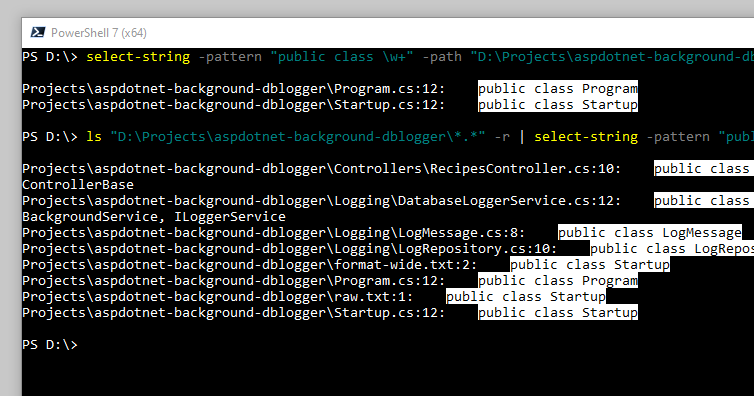 PowerShell 7 (x64)
PS D:\> select-string -pattern "public class \w+" -path "D:\Projects\aspdotnet-background-db
Projects\aspdotnet-background-dblogger\Program.cs:12:    public class Program
Projects\aspdotnet-background-dblogger\Startup.cs:12:    public class Startup
PS D:\> ls "D:\Projects\aspdotnet-background-dblogger\*.*" -r | select-string -pattern "publ
Projects\aspdotnet-background-dblogger\Controllers\RecipesController.cs:10:    public class
ControllerBase
Projects\aspdotnet-background-dblogger\Logging\DatabaseLoggerService.cs:12:    public class
BackgroundService, ILoggerService
Projects\aspdotnet-background-dblogger\Logging\LogMessage.cs:8:    public class LogMessage
Projects\aspdotnet-background-dblogger\Logging\LogRepository.cs:10:    public class LogRepos
Projects\aspdotnet-background-dblogger\format-wide.txt:2:    public class Startup
Projects\aspdotnet-background-dblogger\Program.cs:12:    public class Program
Projects\aspdotnet-background-dblogger\raw.txt:1:    public class Startup
Projects\aspdotnet-background-dblogger\Startup.cs:12:    public class Startup
PS D:\>